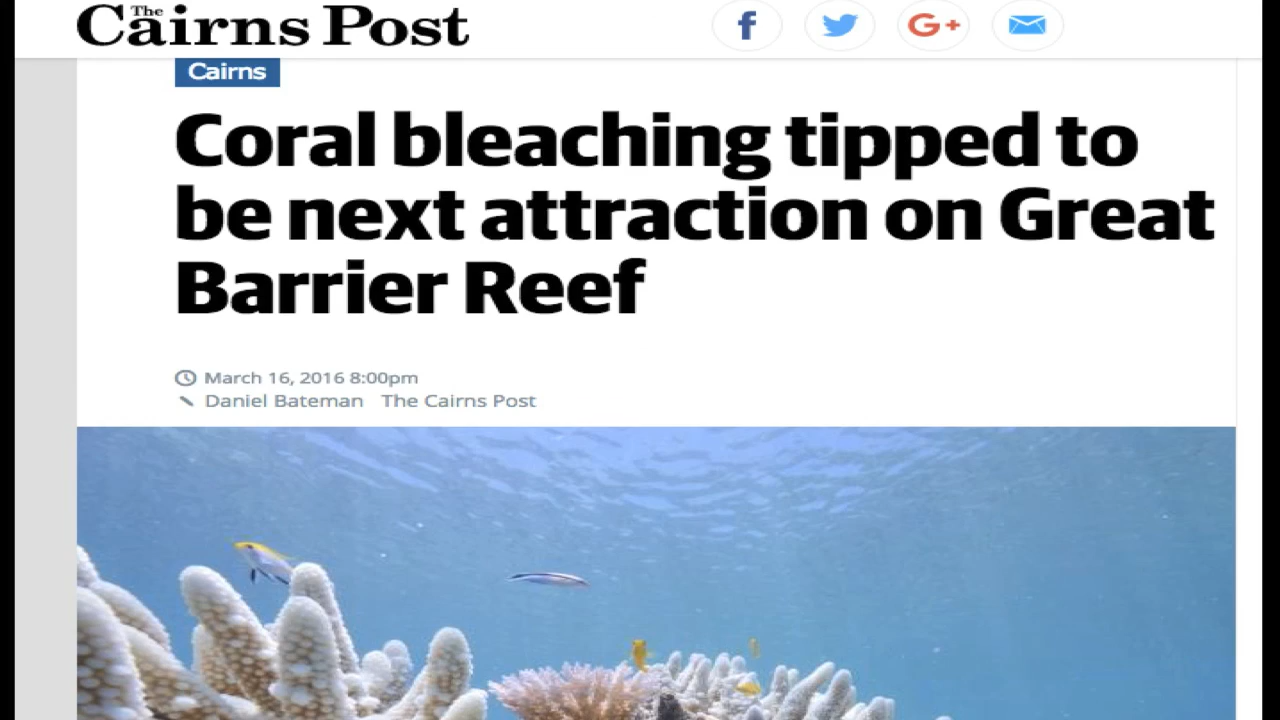 The Cairns Post
f G+
Cairns
Coral bleaching tipped to
be next attraction on Great
Barrier Reef
March 16, 2016 8:00pm
Daniel Bateman The Cairns Post